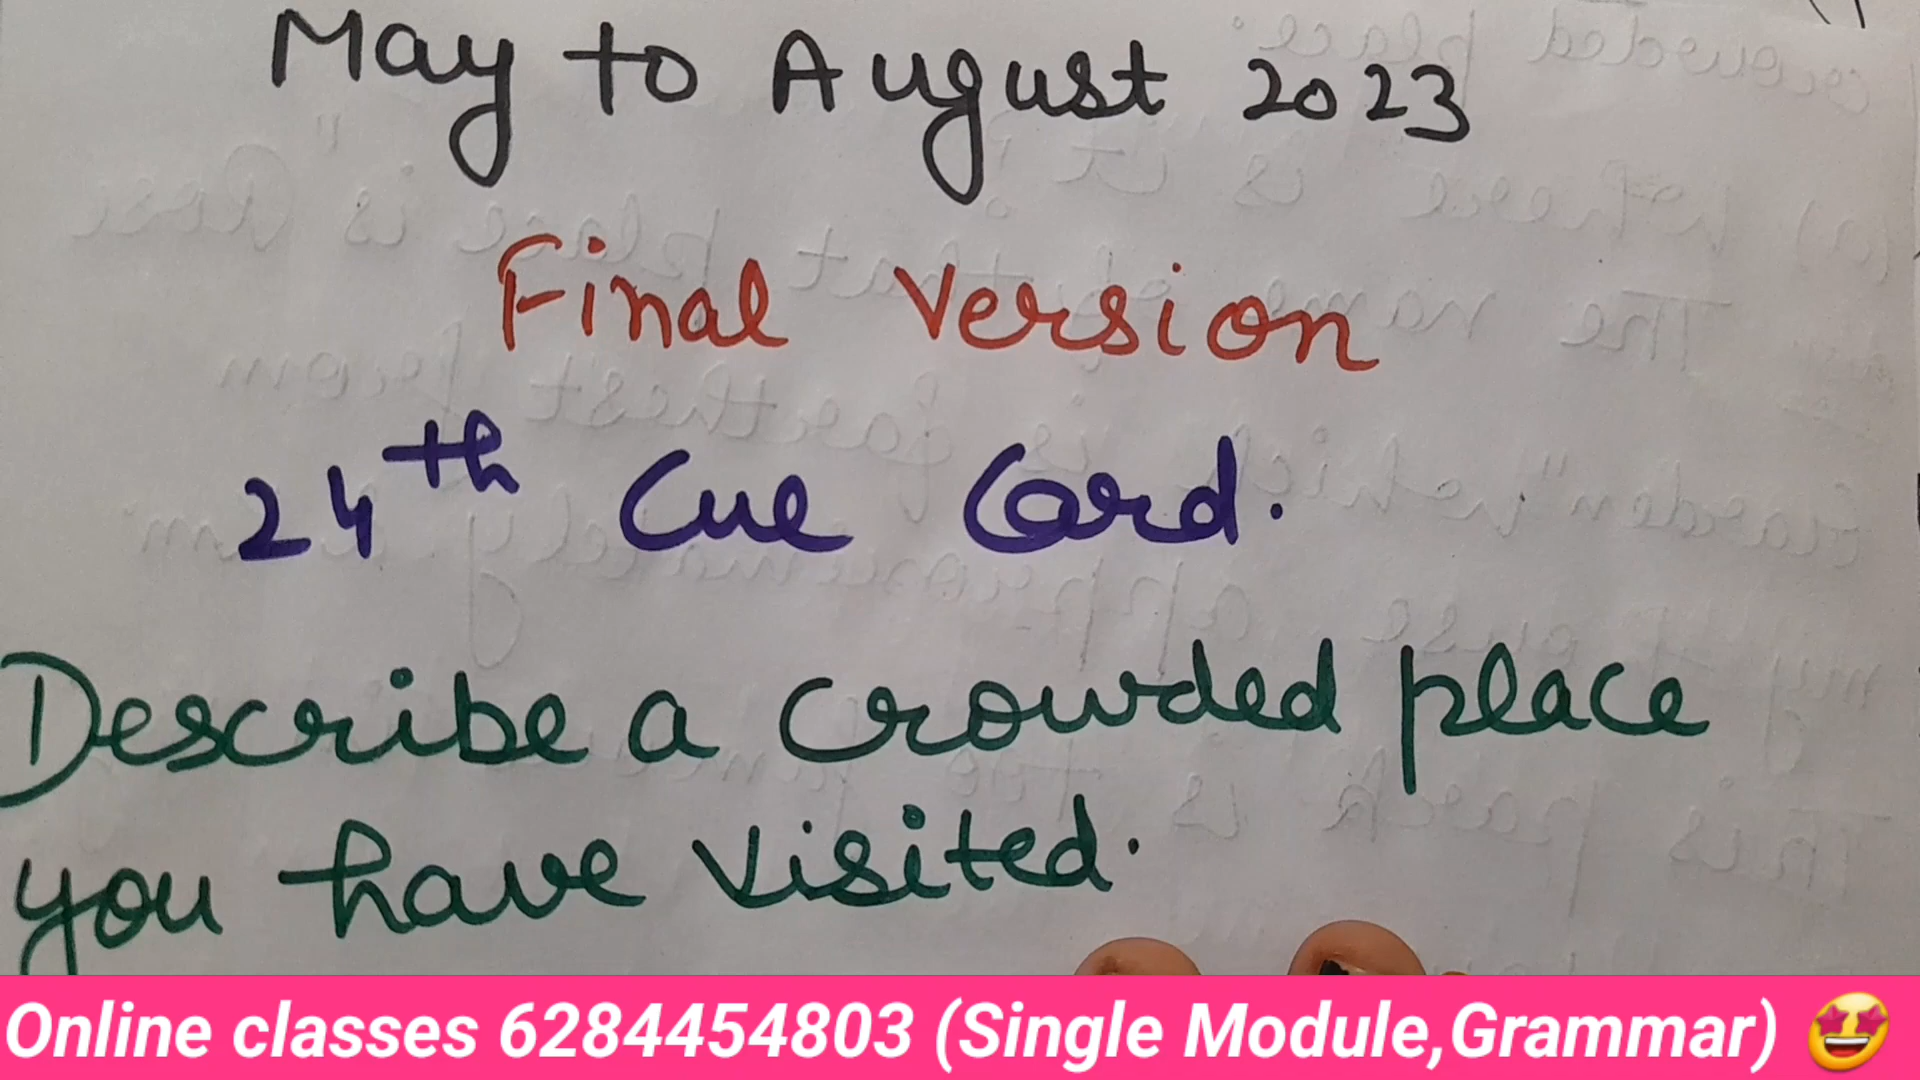 May to August 2023
Final Version
24th Cue Card.
Describe a crowded place
you have visited.
Online classes 6284454803 (Single Module,Grammar) 🤩